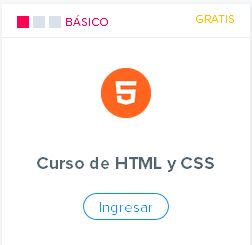 BÁSICO
GRATIS
Curso de HTML y CSS
Ingresar